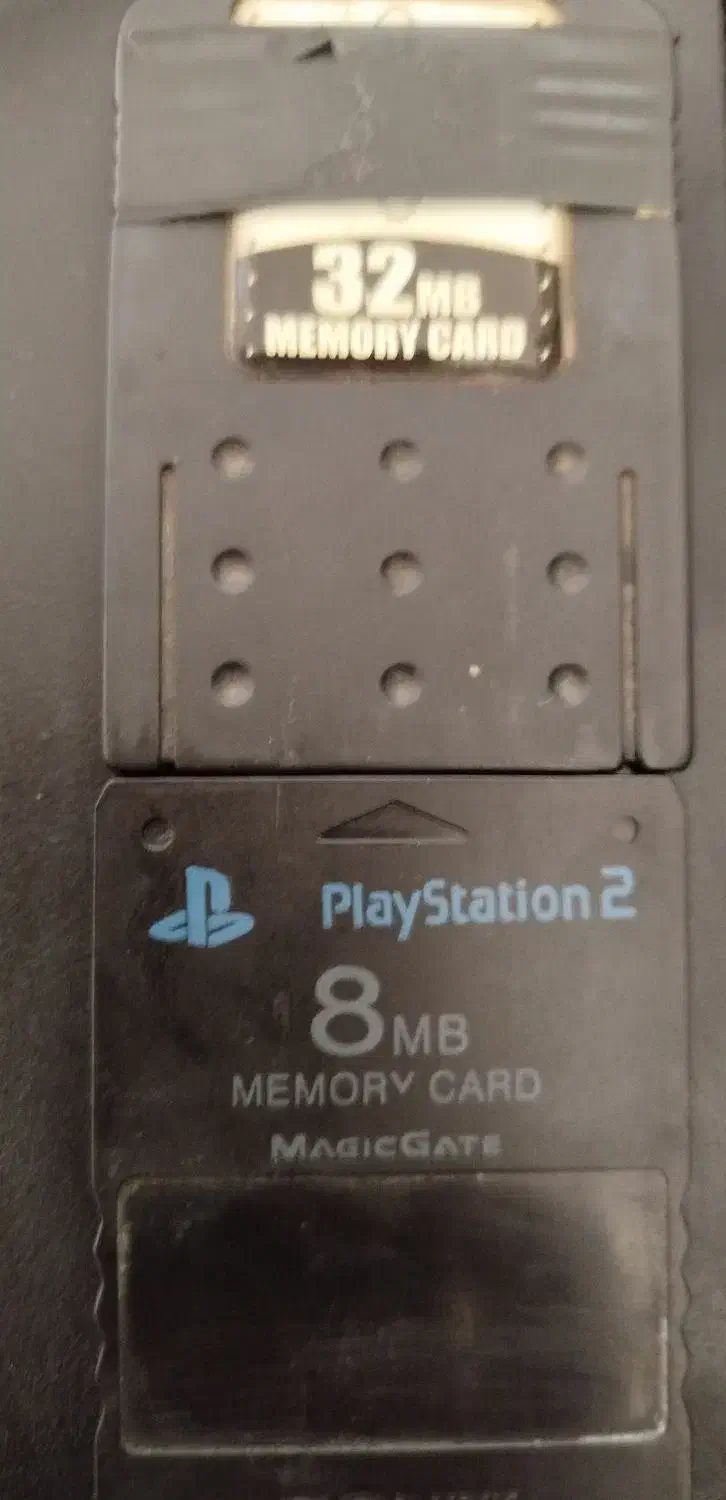 32MB
MEMORY CARD
PlayStation 2
8MB
MEMORY CARD
MAGICGATE